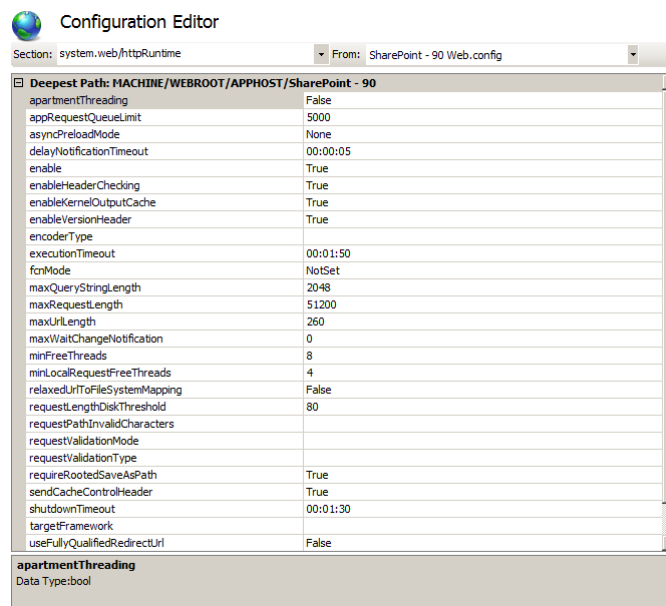 Configuration Editor
Section: system.web/httpRuntime From: SharePoint - 90 Web.config
Deepest Path: MACHINE/WEBROOT/APPHOST/SharePoint - 90
apartmentThreading False
appRequestQueueLimit 5000
asyncPreloadMode None
delayNotificationTimeout 00:00:05
enable True
enableHeaderChecking True
enableKernelOutputCache True
enableVersionHeader True
encoderType
executionTimeout 00:01:50
fcnMode NotSet
maxQueryStringLength 2048
maxRequestLength 51200
maxUrlLength 260
maxWaitChangeNotification 0
minFreeThreads 8
minLocalRequestFreeThreads 4
relaxedUrlToFileSystemMapping False
requestLengthDiskThreshold 80
requestPathInvalidCharacters
requestValidationMode
requestValidationType
requireRootedSaveAsPath True
sendCacheControlHeader True
shutdownTimeout 00:01:30
targetFramework
useFullyQualifiedRedirectUrl False
apartmentThreading
Data Type:bool